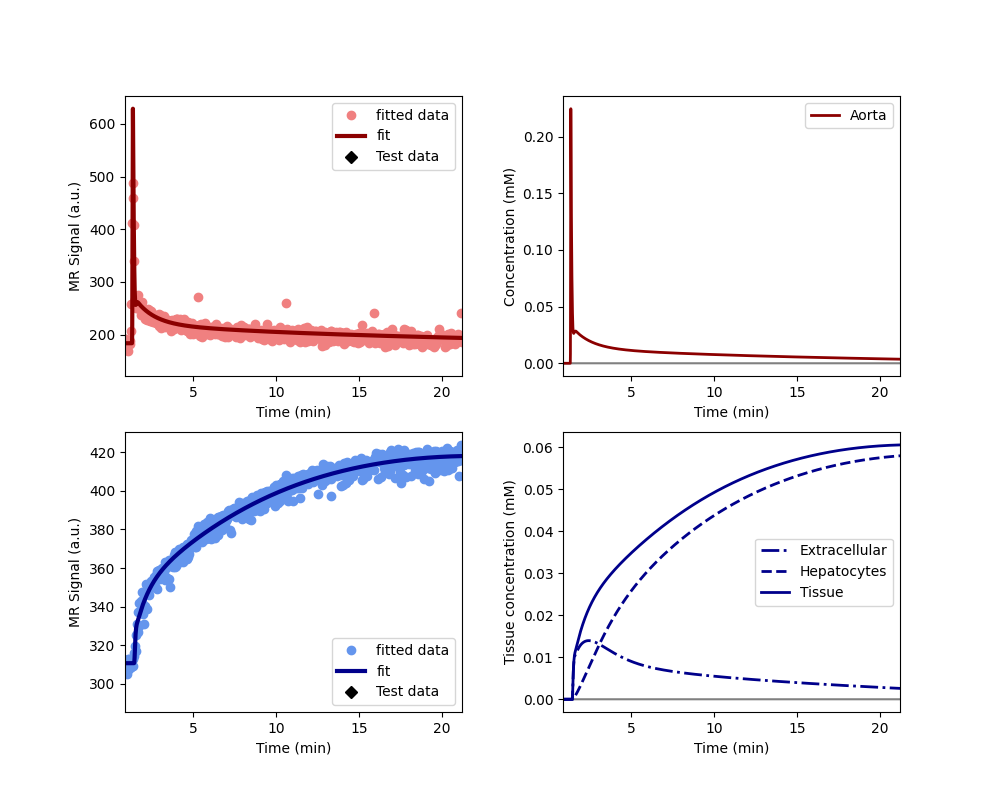 MR Signal (a.u.)
600
500
400
300
200
fitted data
fit
Test data
5
10
15
20
Time (min)
Concentration (mM)
0.20
0.15
0.10
0.05
0.00
Aorta
5
10
15
20
Time (min)
MR Signal (a.u.)
420
400
380
360
340
320
300
fitted data
fit
Test data
5
10
15
20
Time (min)
Tissue concentration (mM)
0.06
0.05
0.04
0.03
0.02
0.01
0.00
Extracellular
Hepatocytes
Tissue
5
10
15
20
Time (min)